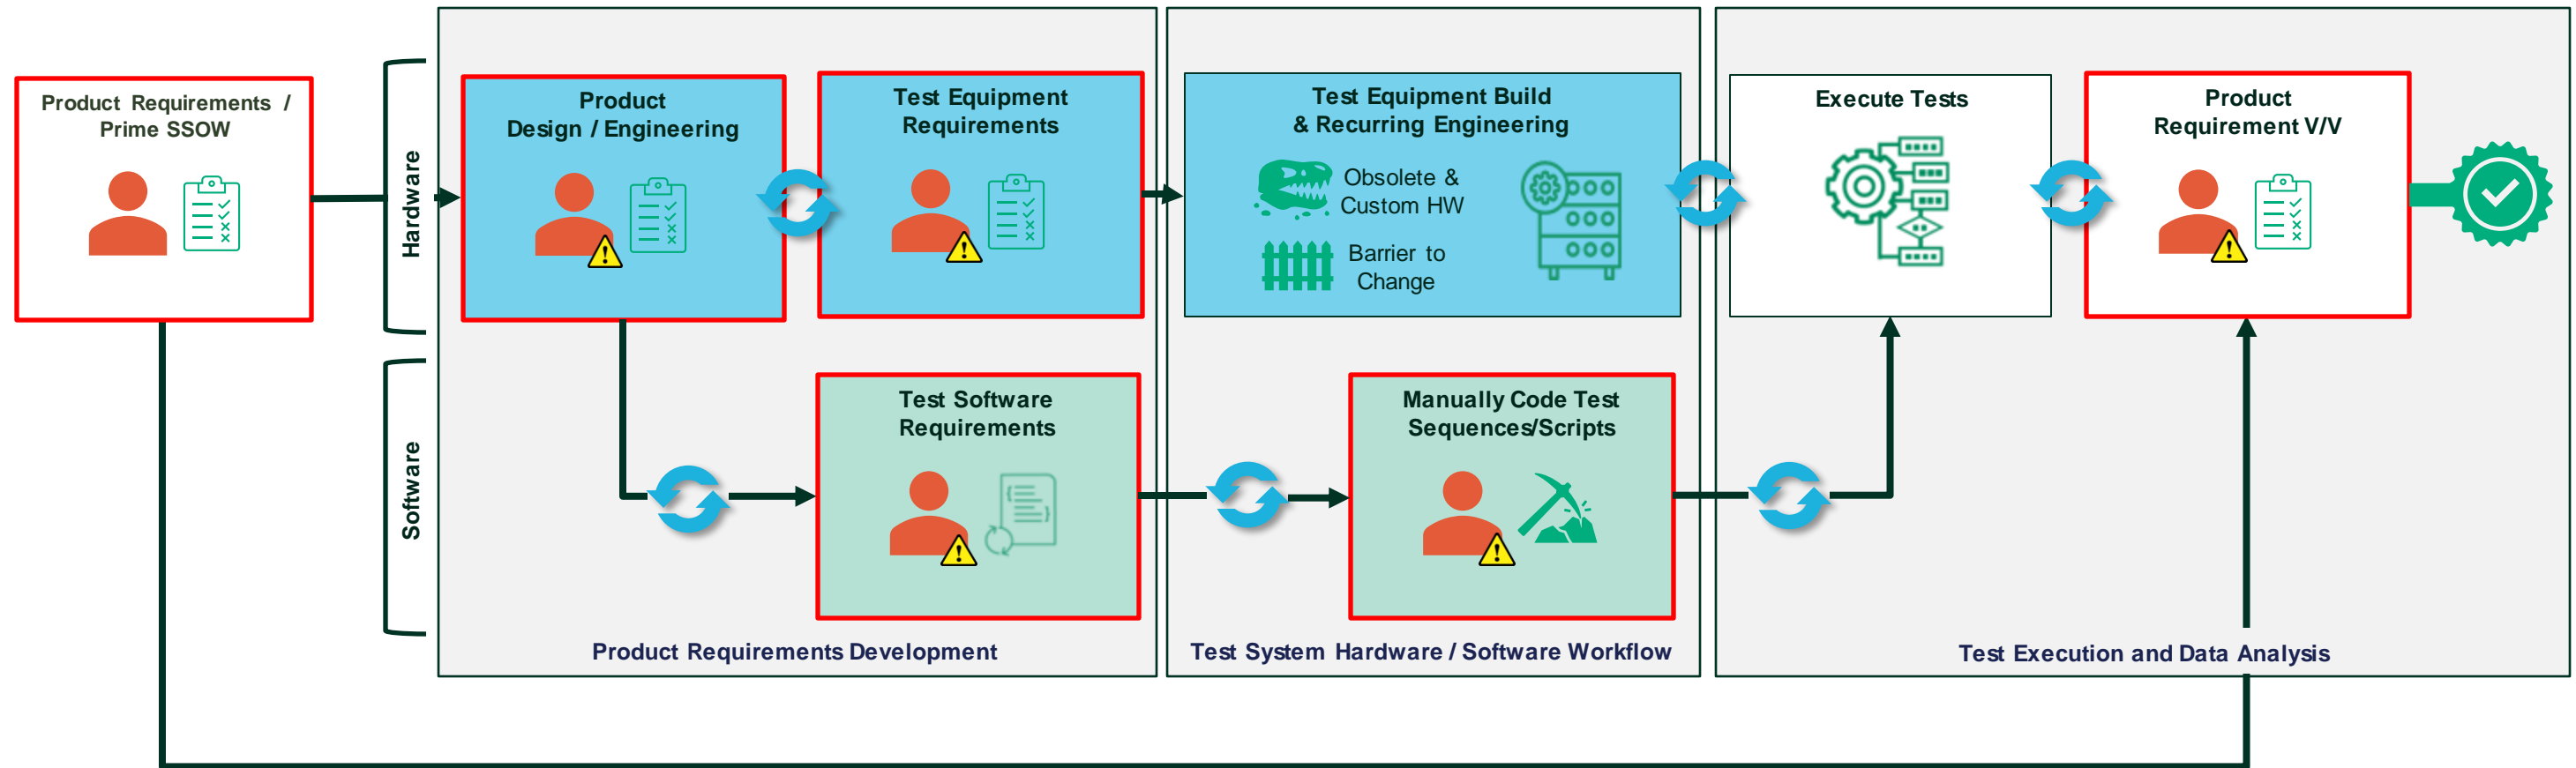 Product Requirements /
Prime SSOW
Hardware
Product
Design / Engineering
Test Equipment
Requirements
Test Equipment Build
& Recurring Engineering
Obsolete &
Custom HW
Barrier to
Change
Execute Tests
Product
Requirement V/V
Software
Test Software
Requirements
Manually Code Test
Sequences/Scripts
Product Requirements Development
Test System Hardware / Software Workflow
Test Execution and Data Analysis